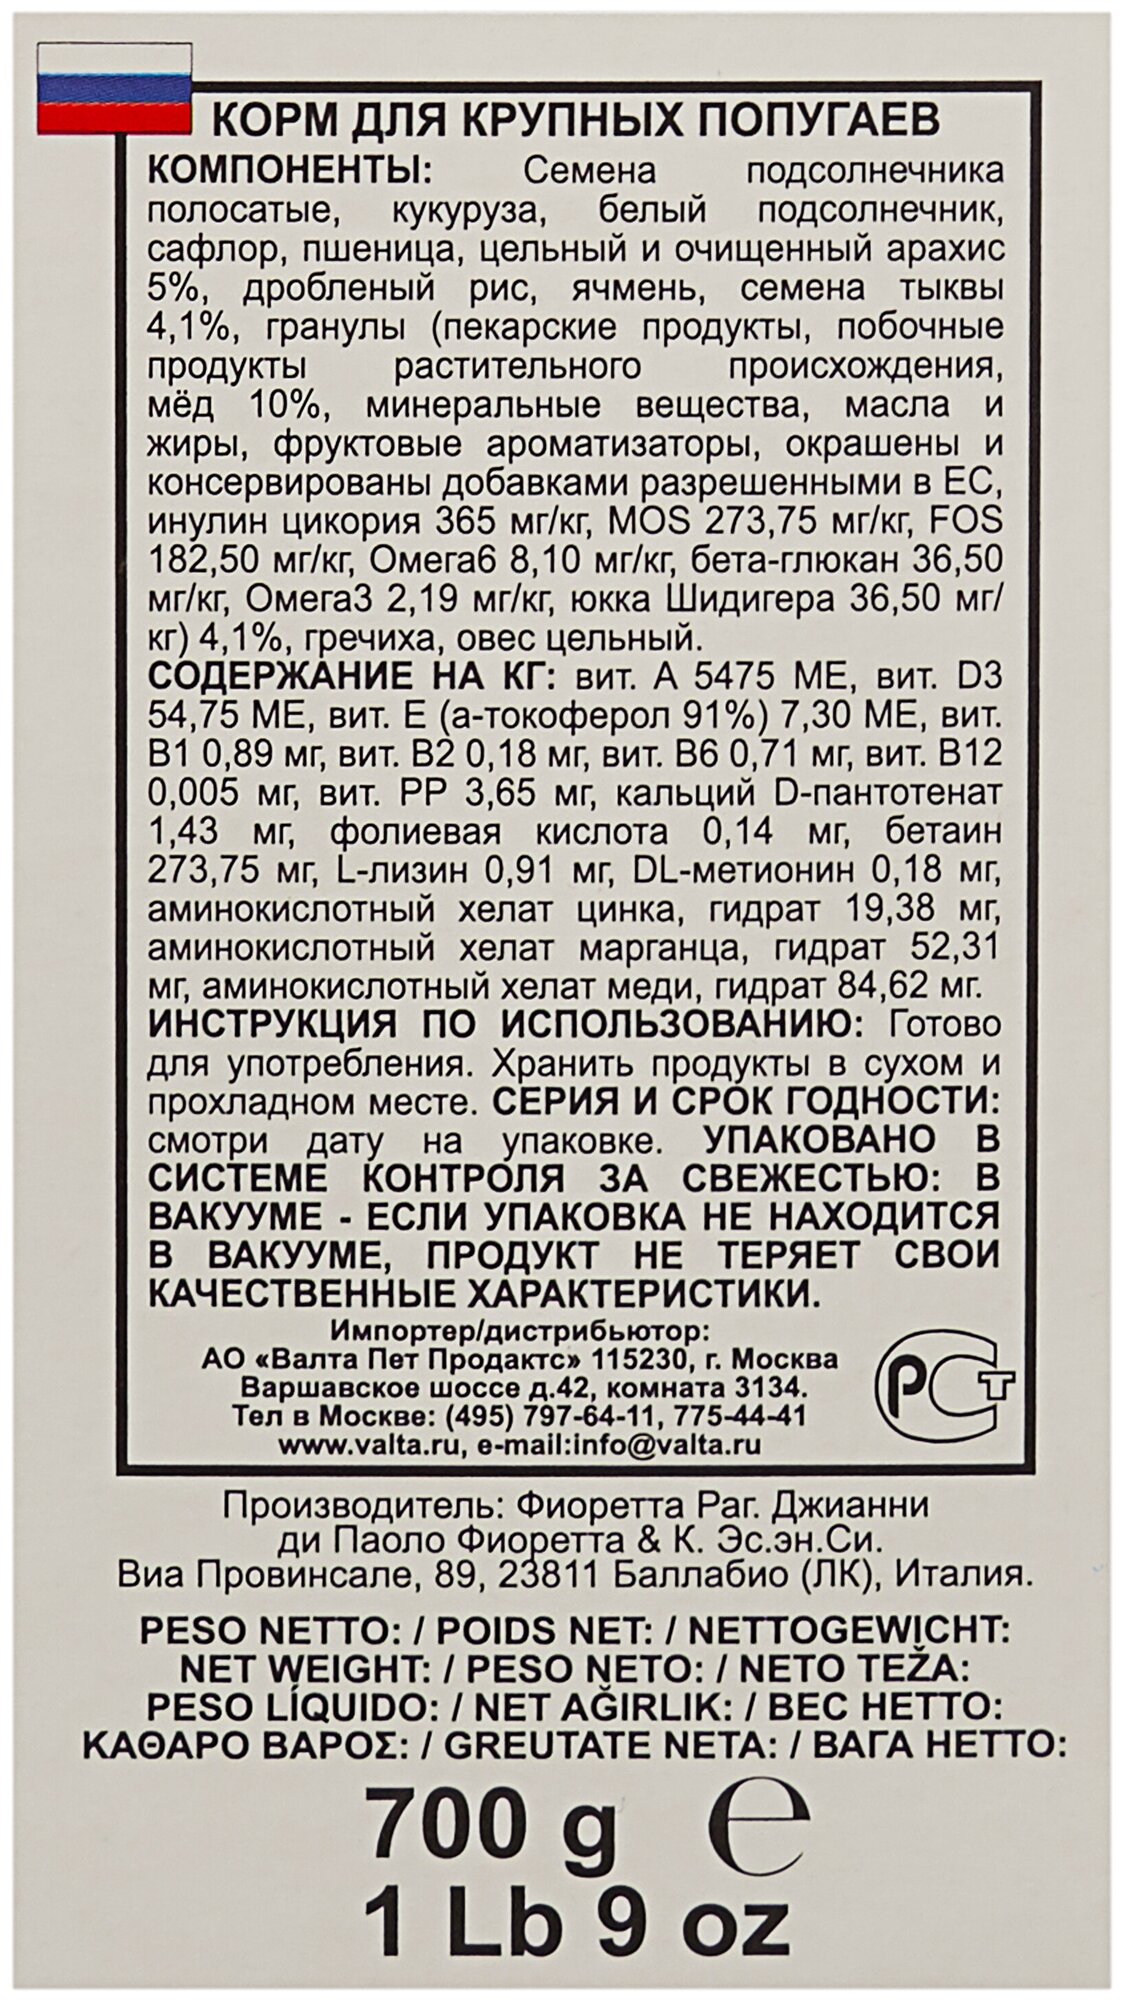 КОРМ ДЛЯ КРУПНЫХ ПОПУГАЕВ
КОМПОНЕНТЫ: Семена подсолнечника
полосатые, кукуруза, белый подсолнечник,
сафлор, пшеница, цельный и очищенный арахис
5%, дробленый рис, ячмень, семена тыквы
4,1%, гранулы (пекарские продукты, побочные
продукты растительного происхождения,
мёд 10%, минеральные вещества, масла и
жиры, фруктовые ароматизаторы, окрашены и
консервированы добавками разрешенными в ЕС,
инулин цикория 365 мг/кг, MOS 273,75 мг/кг, FOS
182,50 мг/кг, Омега6 8,10 мг/кг, бета-глюкан 36,50
мг/кг, Омега3 2,19 мг/кг, юкка Шидигера 36,50 мг/
кг) 4,1%, гречиха, овес цельный.
СОДЕРЖАНИЕ НА КГ: вит. А 5475 МЕ, вит. D3
54,75 МЕ, вит. Е (а-токоферол 91%) 7,30 МЕ, вит.
В1 0,89 мг, вит. В2 0,18 мг, вит. В6 0,71 мг, вит. В12
0,005 мг, вит. РР 3,65 мг, кальций D-пантотенат
1,43 мг, фолиевая кислота 0,14 мг, бетаин
273,75 мг, L-лизин 0,91 мг, DL-метионин 0,18 мг,
аминокислотный хелат цинка, гидрат 19,38 мг,
аминокислотный хелат марганца, гидрат 52,31
мг, аминокислотный хелат меди, гидрат 84,62 мг.
ИНСТРУКЦИЯ ПО ИСПОЛЬЗОВАНИЮ: Готово
для употребления. Хранить продукты в сухом и
прохладном месте. СЕРИЯ И СРОК ГОДНОСТИ:
смотри дату на упаковке. УПАКОВАНО В
СИСТЕМЕ КОНТРОЛЯ ЗА СВЕЖЕСТЬЮ: В
ВАКУУМЕ - ЕСЛИ УПАКОВКА НЕ НАХОДИТСЯ
В ВАКУУМЕ, ПРОДУКТ НЕ ТЕРЯЕТ СВОИ
КАЧЕСТВЕННЫЕ ХАРАКТЕРИСТИКИ.
Импортер/дистрибьютор:
АО «Валта Пет Продактс» 115230, г. Москва
Варшавское шоссе д.42, комната 3134.
Тел в Москве: (495) 797-64-11, 775-44-41
www.valta.ru, e-mail:info@valta.ru
РСТ
Производитель: Фиоретта Раг. Джианни
ди Паоло Фиоретта & К. Эс.эн.Си.
Виа Провинсале, 89, 23811 Баллабио (ЛК), Италия.
PESO NETTO: / POIDS NET: / NETTOGEWICHT:
NET WEIGHT: / PESO NETO: / NETO TEŽA:
PESO LÍQUIDO: / NET AĞIRLIK: / ВЕС НЕТТО:
ΚΑΘΑΡΟ ΒΑΡΟΣ: / GREUTATE NETA: / ВАГА НЕТТО:
700 g ℮
1 Lb 9 oz